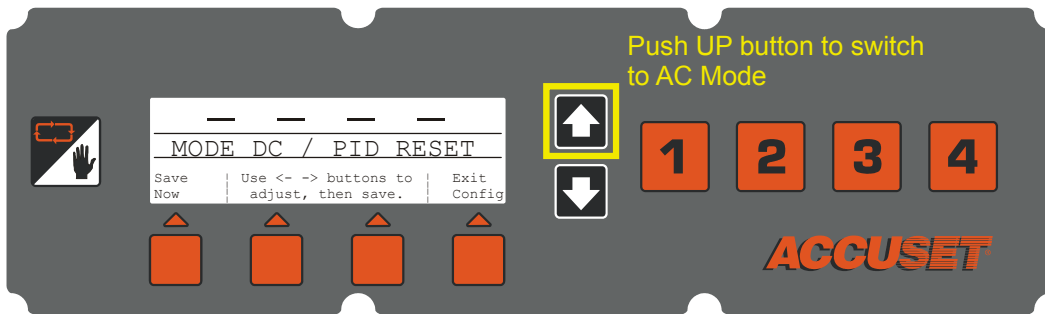 Push UP button to switch
to AC Mode
— — — —
MODE DC / PID RESET
Save | Use <- -> buttons to | Exit
Now | adjust, then save. | Config
1 2 3 4
ACCUSET